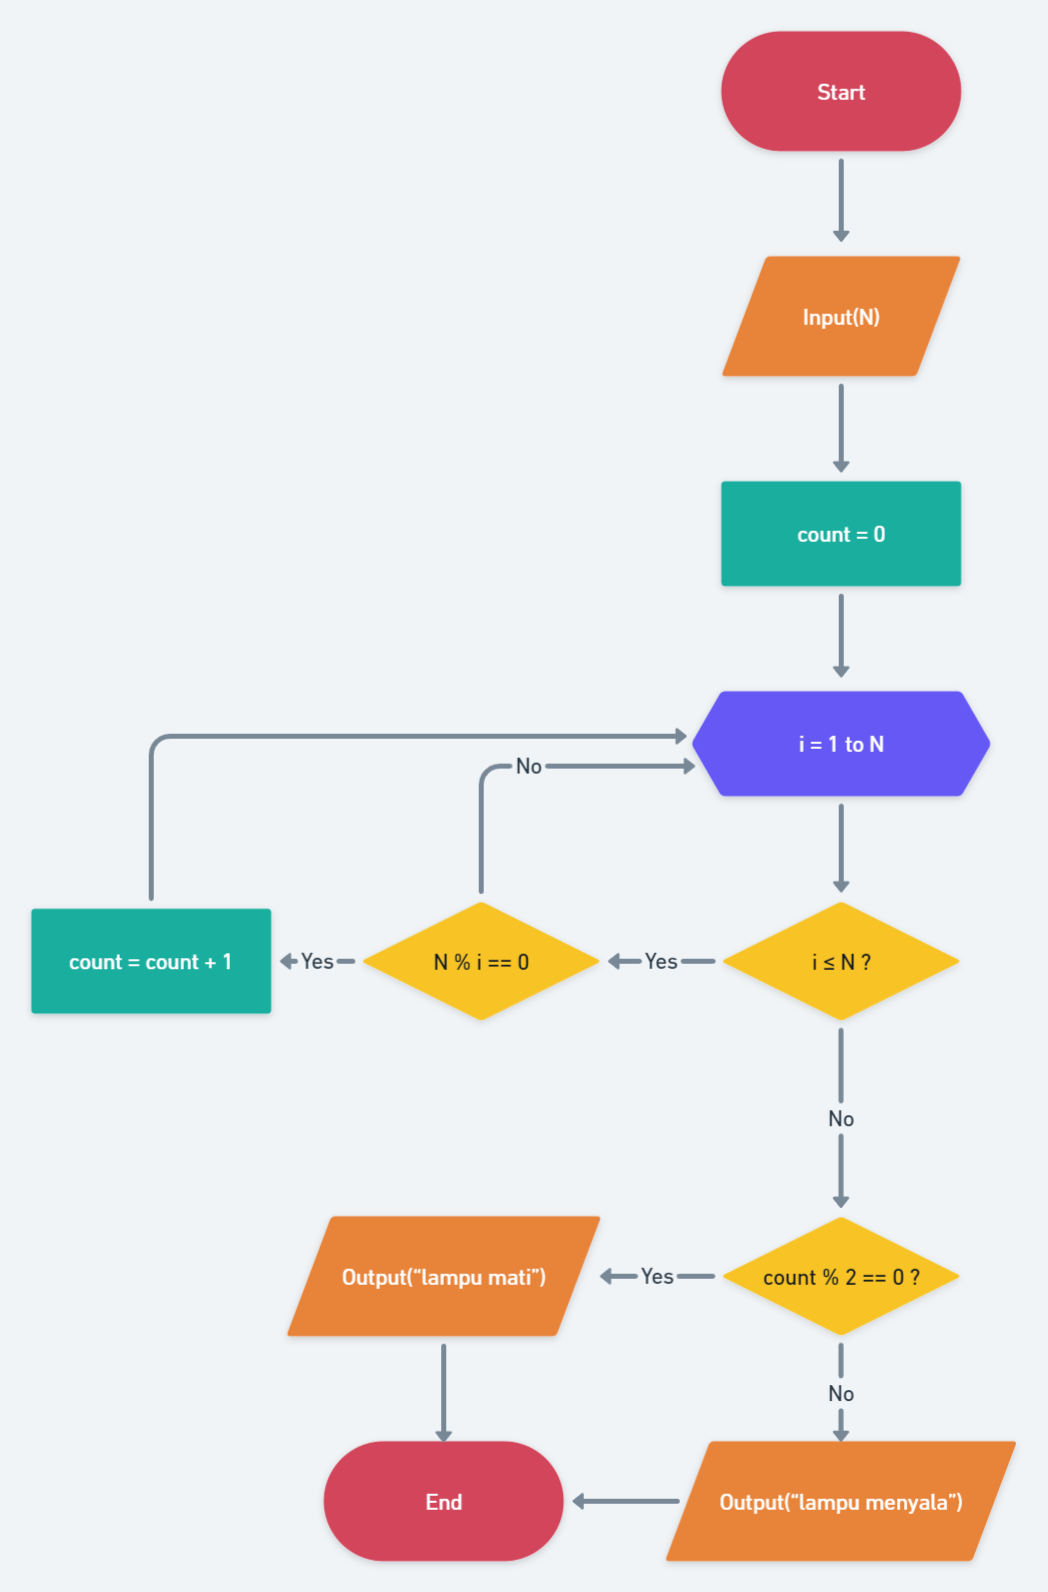 Start
Input(N)
count = 0
i = 1 to N
No
count = count + 1
Yes
N % i == 0
Yes
i ≤ N ?
No
Output(“lampu mati”)
Yes
count % 2 == 0 ?
No
End
Output(“lampu menyala”)